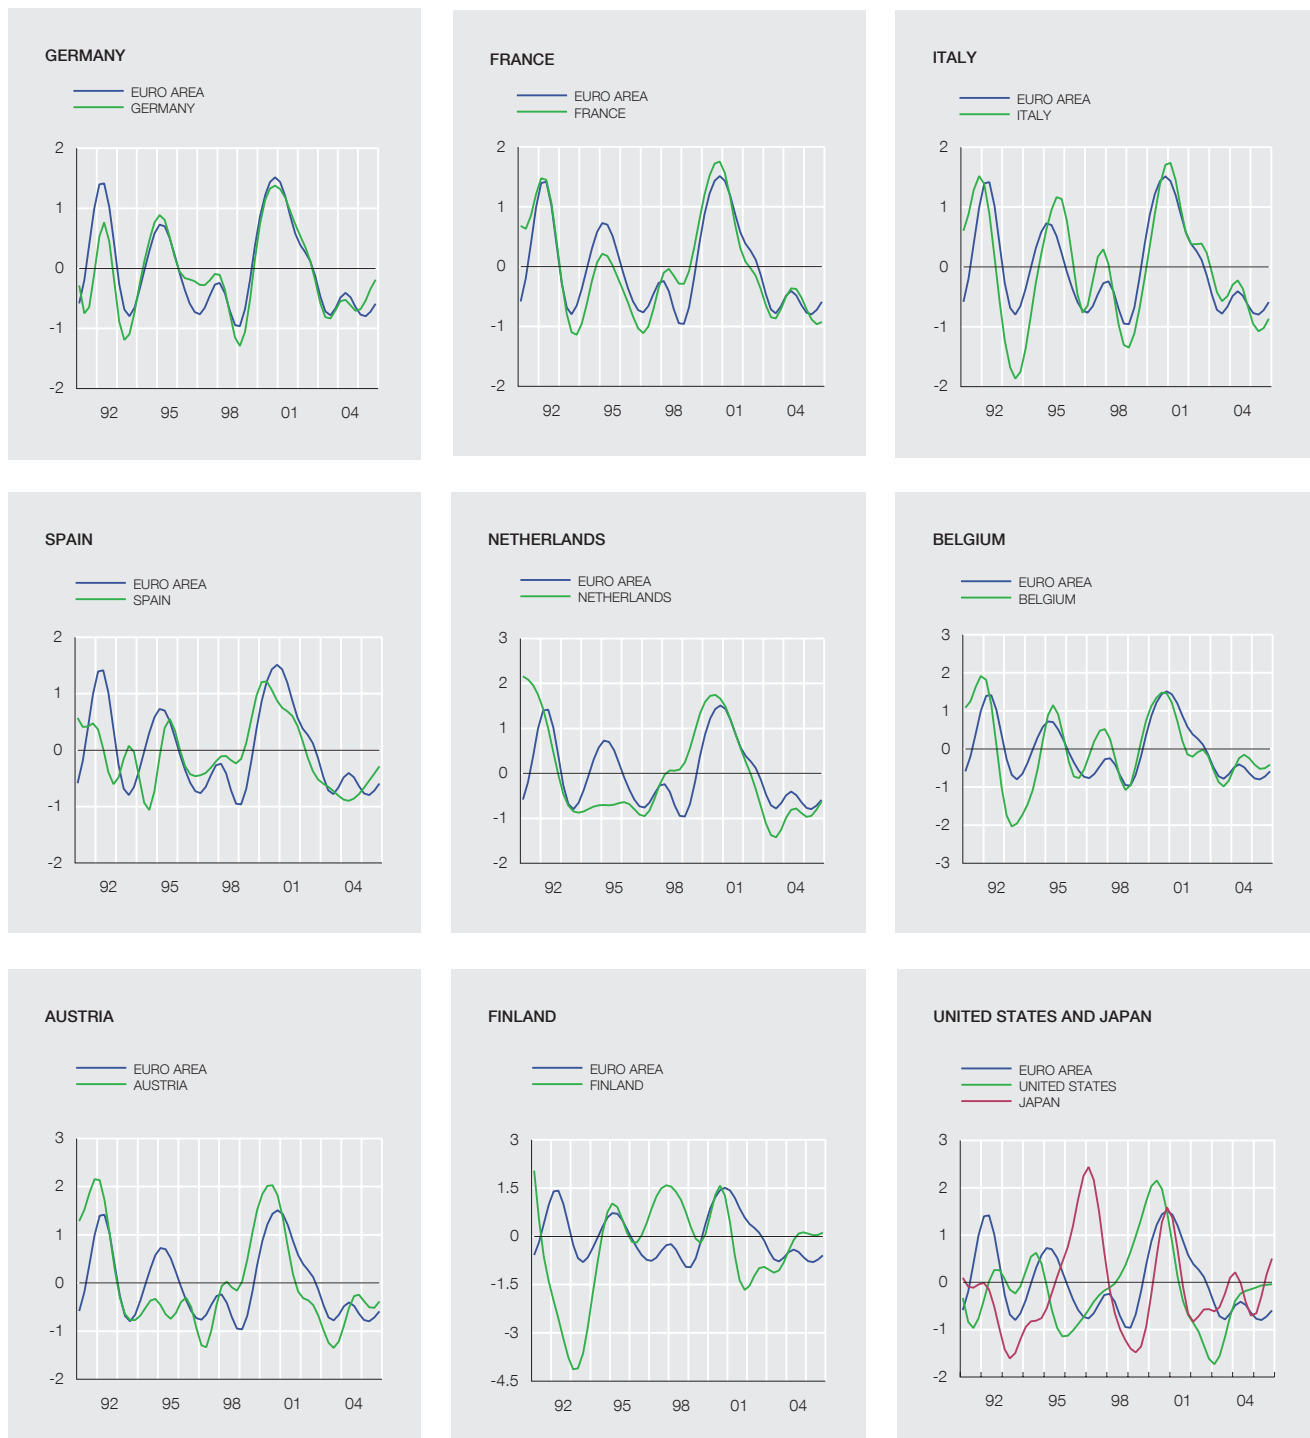 GERMANY
EURO AREA
GERMANY
2
1
0
-1
-2
92 95 98 01 04
FRANCE
EURO AREA
FRANCE
2
1
0
-1
-2
92 95 98 01 04
ITALY
EURO AREA
ITALY
2
1
0
-1
-2
92 95 98 01 04
SPAIN
EURO AREA
SPAIN
2
1
0
-1
-2
92 95 98 01 04
NETHERLANDS
EURO AREA
NETHERLANDS
3
2
1
0
-1
-2
92 95 98 01 04
BELGIUM
EURO AREA
BELGIUM
3
2
1
0
-1
-2
-3
92 95 98 01 04
AUSTRIA
EURO AREA
AUSTRIA
3
2
1
0
-1
-2
92 95 98 01 04
FINLAND
EURO AREA
FINLAND
3
1.5
0
-1.5
-3
-4.5
92 95 98 01 04
UNITED STATES AND JAPAN
EURO AREA
UNITED STATES
JAPAN
3
2
1
0
-1
-2
92 95 98 01 04